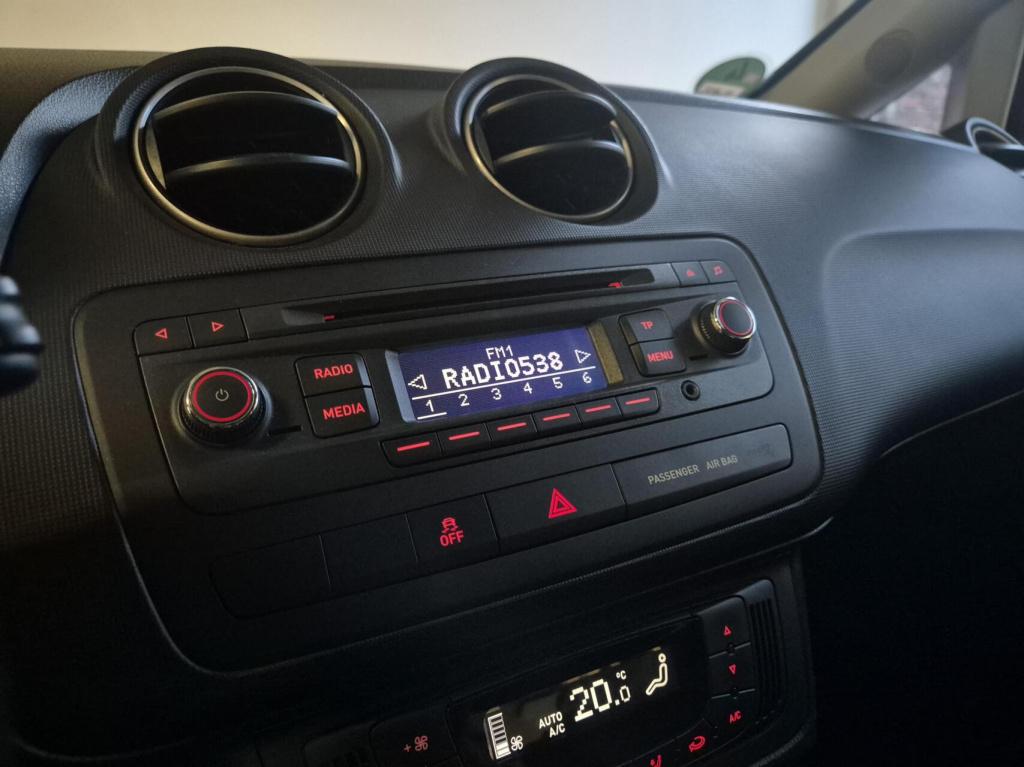 TP
RADIO
MENU
MEDIA
FM1
RADIO538
1 2 3 4 5 6
PASSENGER AIR BAG
OFF
20.0 °C
AUTO
A/C
A/C
+